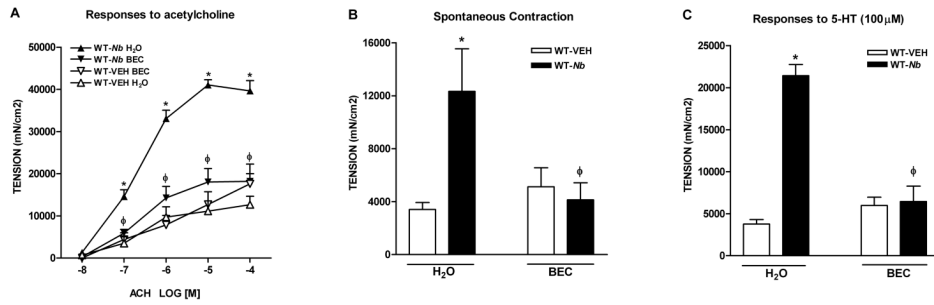 A
Responses to acetylcholine
TENSION (mN/cm2)
50000
40000
30000
20000
10000
0
WT-Nb H2O
WT-Nb BEC
WT-VEH BEC
WT-VEH H2O
* * * * *
ϕ ϕ ϕ ϕ
-8 -7 -6 -5 -4
ACH LOG [M]
B
Spontaneous Contraction
TENSION (mN/cm2)
16000
12000
8000
4000
0
WT-VEH
WT-Nb
*
ϕ
H2O BEC
C
Responses to 5-HT (100μM)
TENSION (mN/cm2)
25000
20000
15000
10000
5000
0
WT-VEH
WT-Nb
*
ϕ
H2O BEC